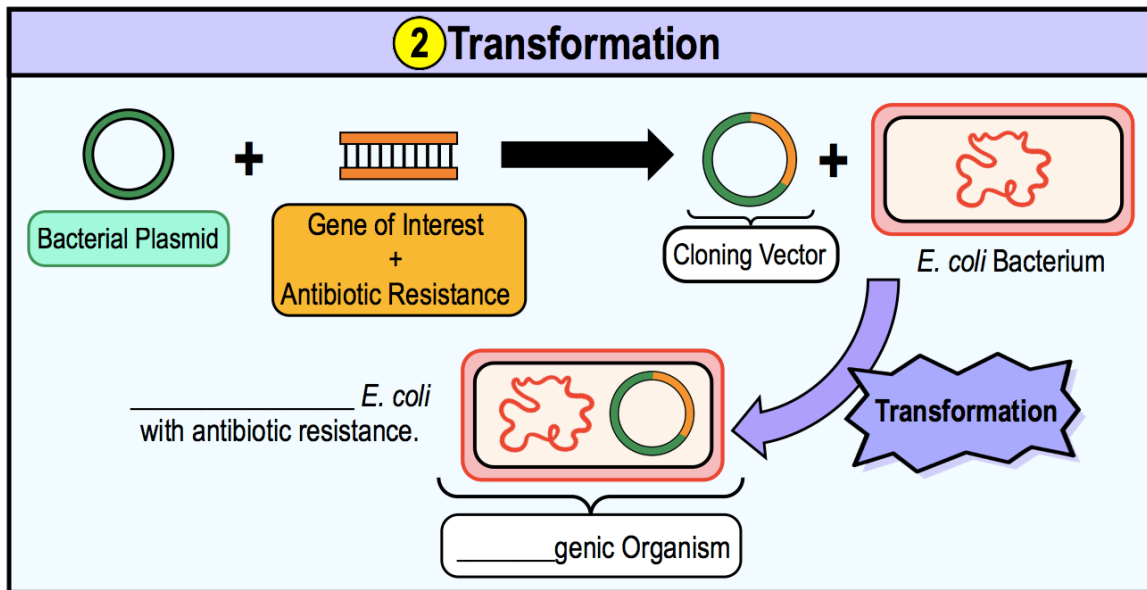 2 Transformation
+
+
Bacterial Plasmid
Gene of Interest
+
Antibiotic Resistance
Cloning Vector
E. coli Bacterium
Transformation
______________ E. coli
with antibiotic resistance.
_______genic Organism